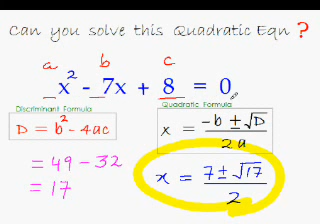 Can you solve this Quadratic Eqn ?
a b c
x² - 7x + 8 = 0
Discriminant Formula
D = b² - 4ac
= 49 - 32
= 17
Quadratic Formula
x = (-b ± √D) / 2a
x = (7 ± √17) / 2